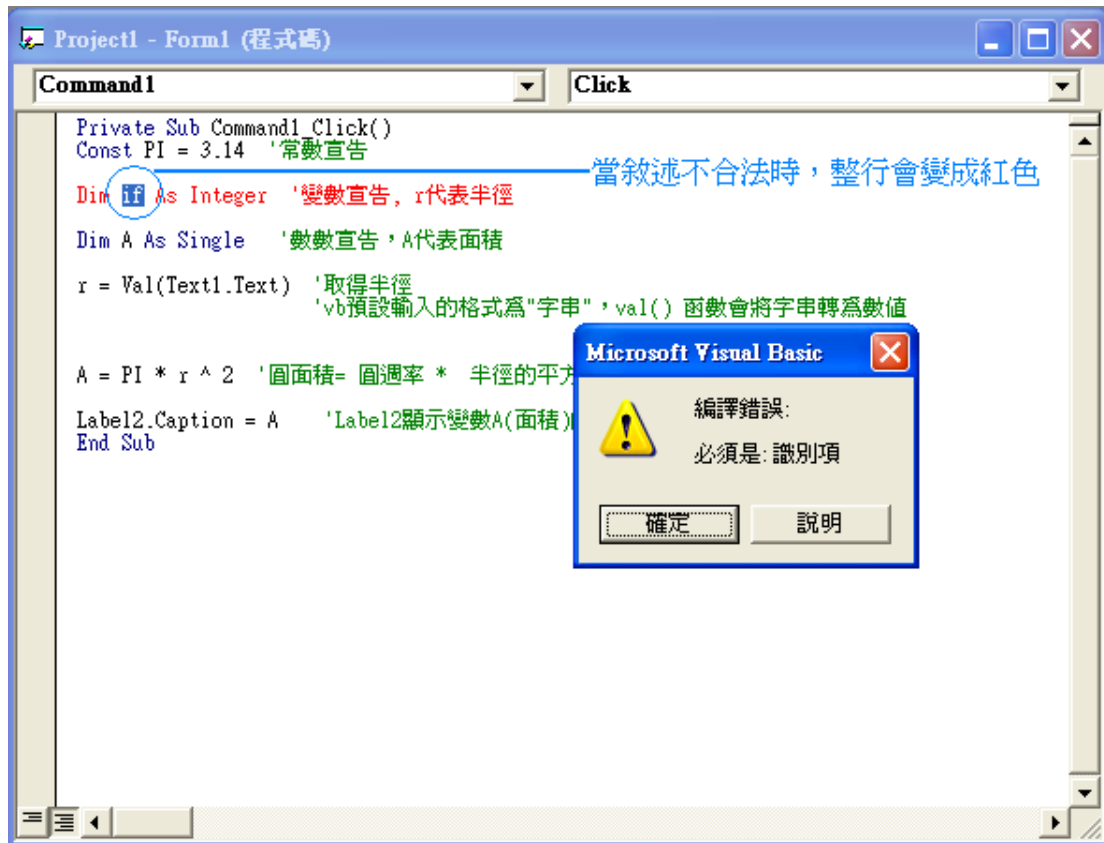 Project1 - Form1 (程式碼)
Command1
Click
Private Sub Command1_Click()
Const PI = 3.14 '常數宣告
當敘述不合法時，整行會變成紅色
Dim if As Integer '變數宣告, r代表半徑
Dim A As Single '數數宣告，A代表面積
r = Val(Text1.Text) '取得半徑
'vb預設輸入的格式爲"字串"，val() 函數會將字串轉爲數值
A = PI * r ^ 2 '圓面積= 圓週率 * 半徑的平方
Label2.Caption = A 'Label2顯示變數A(面積)
End Sub
Microsoft Visual Basic
編譯錯誤:
必須是: 識別項
確定
說明